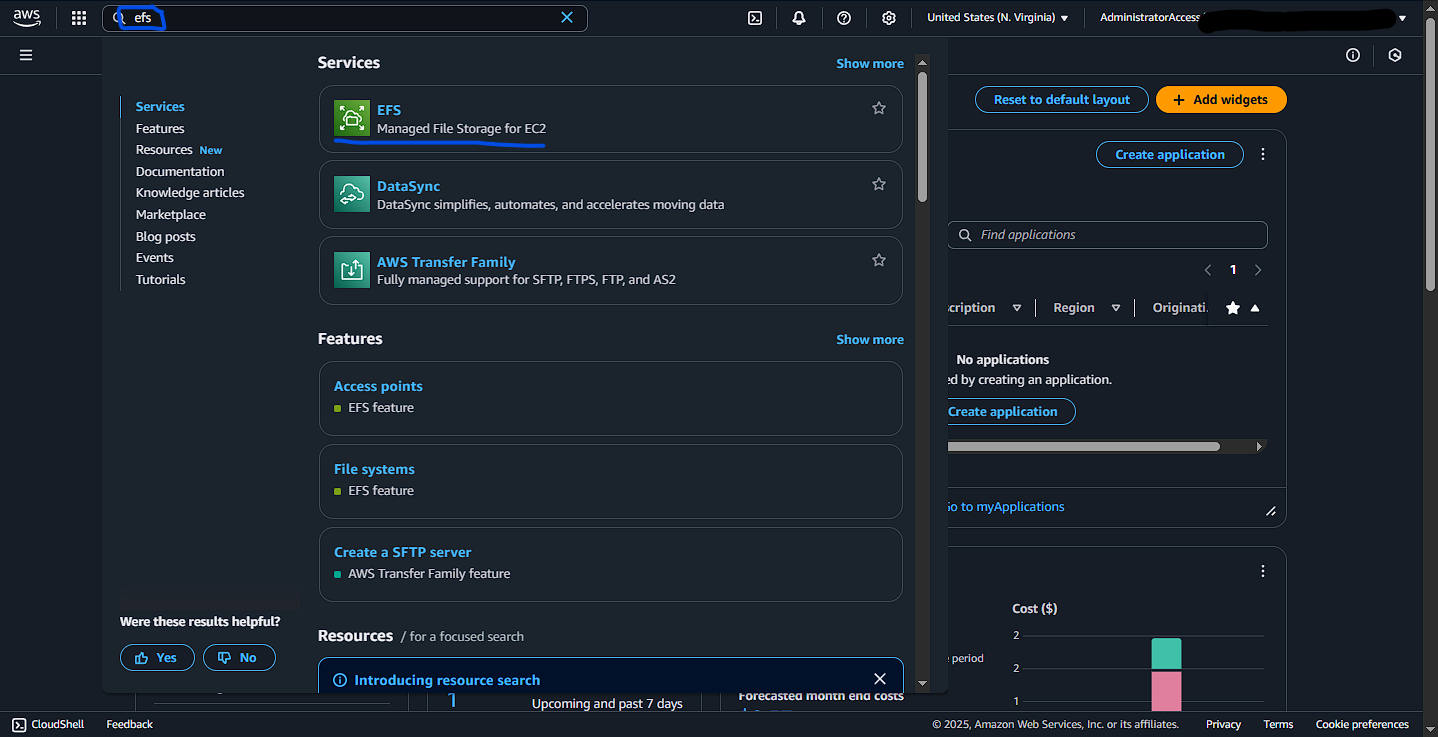 aws
efs
United States (N. Virginia)
AdministratorAccess
Services
Features
Resources New
Documentation
Knowledge articles
Marketplace
Blog posts
Events
Tutorials
Were these results helpful?
Yes
No
Services
Show more
EFS
Managed File Storage for EC2
DataSync
DataSync simplifies, automates, and accelerates moving data
AWS Transfer Family
Fully managed support for SFTP, FTPS, FTP, and AS2
Features
Show more
Access points
EFS feature
File systems
EFS feature
Create a SFTP server
AWS Transfer Family feature
Resources / for a focused search
Introducing resource search
Reset to default layout
+ Add widgets
Create application
Find applications
1
cription
Region
Originati
No applications
ed by creating an application.
Create application
Go to myApplications
Cost ($)
2
2
1
e period
1
Upcoming and past 7 days
Forecasted month end costs
CloudShell
Feedback
© 2025, Amazon Web Services, Inc. or its affiliates.
Privacy
Terms
Cookie preferences